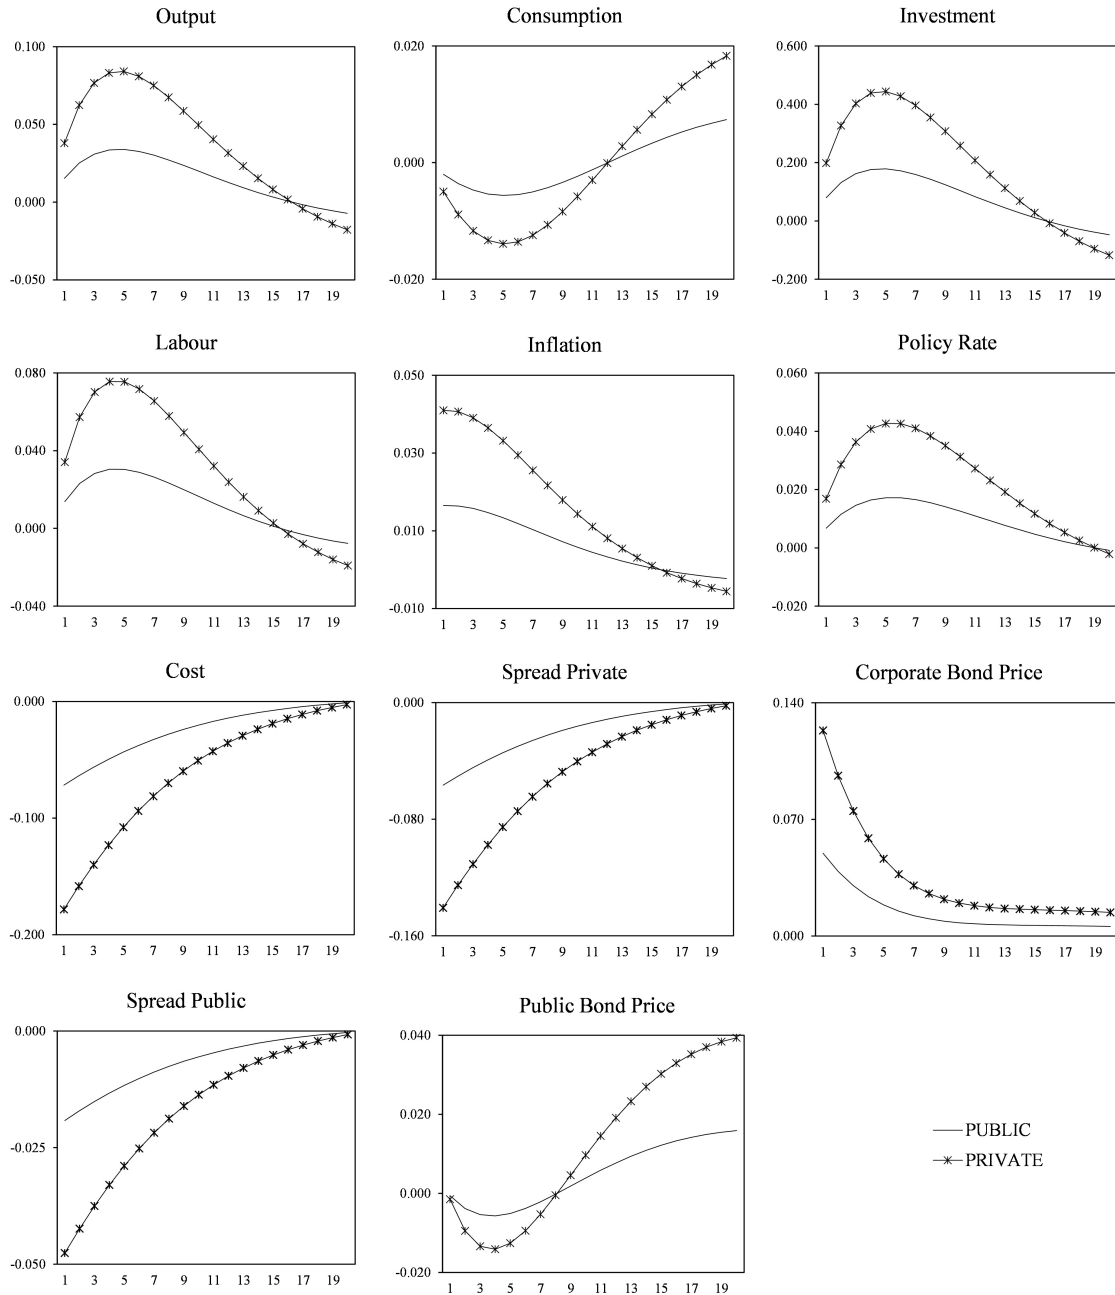 Output
0.100
0.050
0.000
-0.050
1 3 5 7 9 11 13 15 17 19
Consumption
0.020
0.000
-0.020
1 3 5 7 9 11 13 15 17 19
Investment
0.600
0.400
0.200
0.000
-0.200
1 3 5 7 9 11 13 15 17 19
Labour
0.080
0.040
0.000
-0.040
1 3 5 7 9 11 13 15 17 19
Inflation
0.050
0.030
0.010
-0.010
1 3 5 7 9 11 13 15 17 19
Policy Rate
0.060
0.040
0.020
0.000
-0.020
1 3 5 7 9 11 13 15 17 19
Cost
0.000
-0.100
-0.200
1 3 5 7 9 11 13 15 17 19
Spread Private
0.000
-0.080
-0.160
1 3 5 7 9 11 13 15 17 19
Corporate Bond Price
0.140
0.070
0.000
1 3 5 7 9 11 13 15 17 19
Spread Public
0.000
-0.025
-0.050
1 3 5 7 9 11 13 15 17 19
Public Bond Price
0.040
0.020
0.000
-0.020
1 3 5 7 9 11 13 15 17 19
PUBLIC
PRIVATE